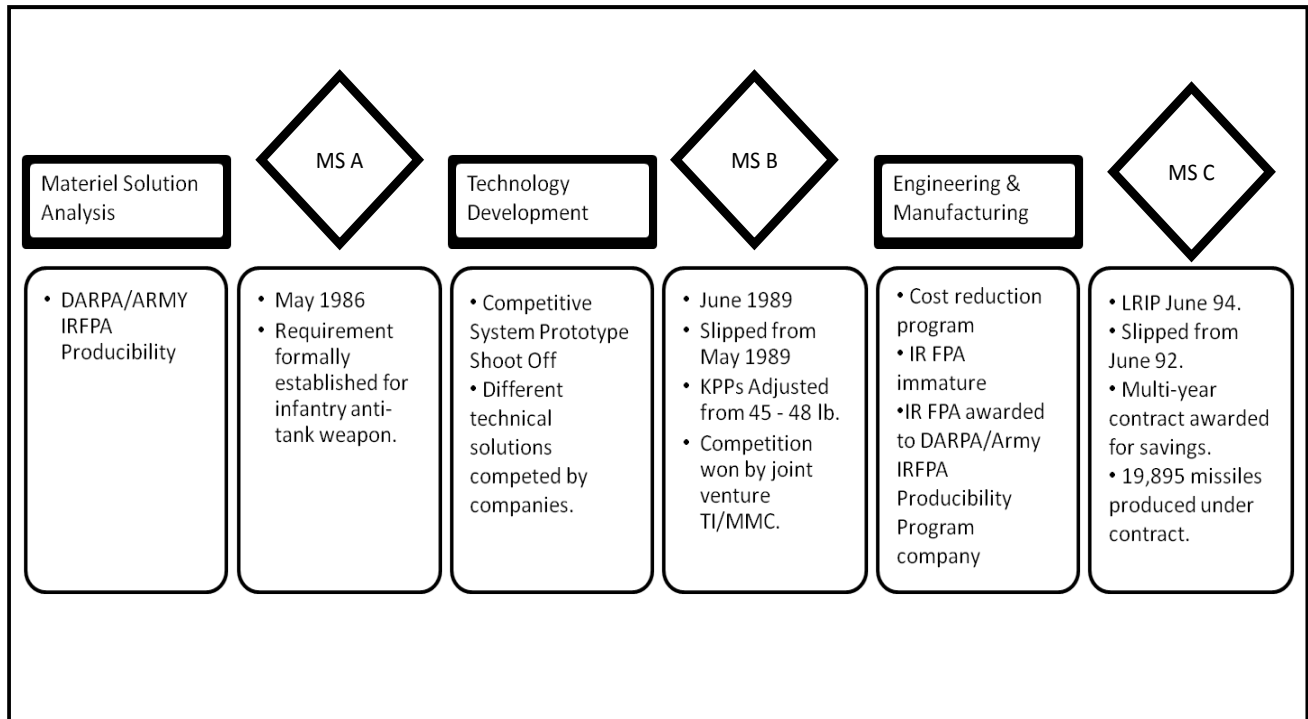 MS A
MS B
MS C
Materiel Solution
Analysis
Technology
Development
Engineering &
Manufacturing
• DARPA/ARMY
IRFPA
Producibility
• May 1986
• Requirement
formally
established for
infantry anti-
tank weapon.
• Competitive
System Prototype
Shoot Off
• Different
technical
solutions
competed by
companies.
• June 1989
• Slipped from
May 1989
• KPPs Adjusted
from 45 - 48 lb.
• Competition
won by joint
venture
TI/MMC.
• Cost reduction
program
• IR FPA
immature
•IR FPA awarded
to DARPA/Army
IRFPA
Producibility
Program
company
• LRIP June 94.
• Slipped from
June 92.
• Multi-year
contract awarded
for savings.
• 19,895 missiles
produced under
contract.